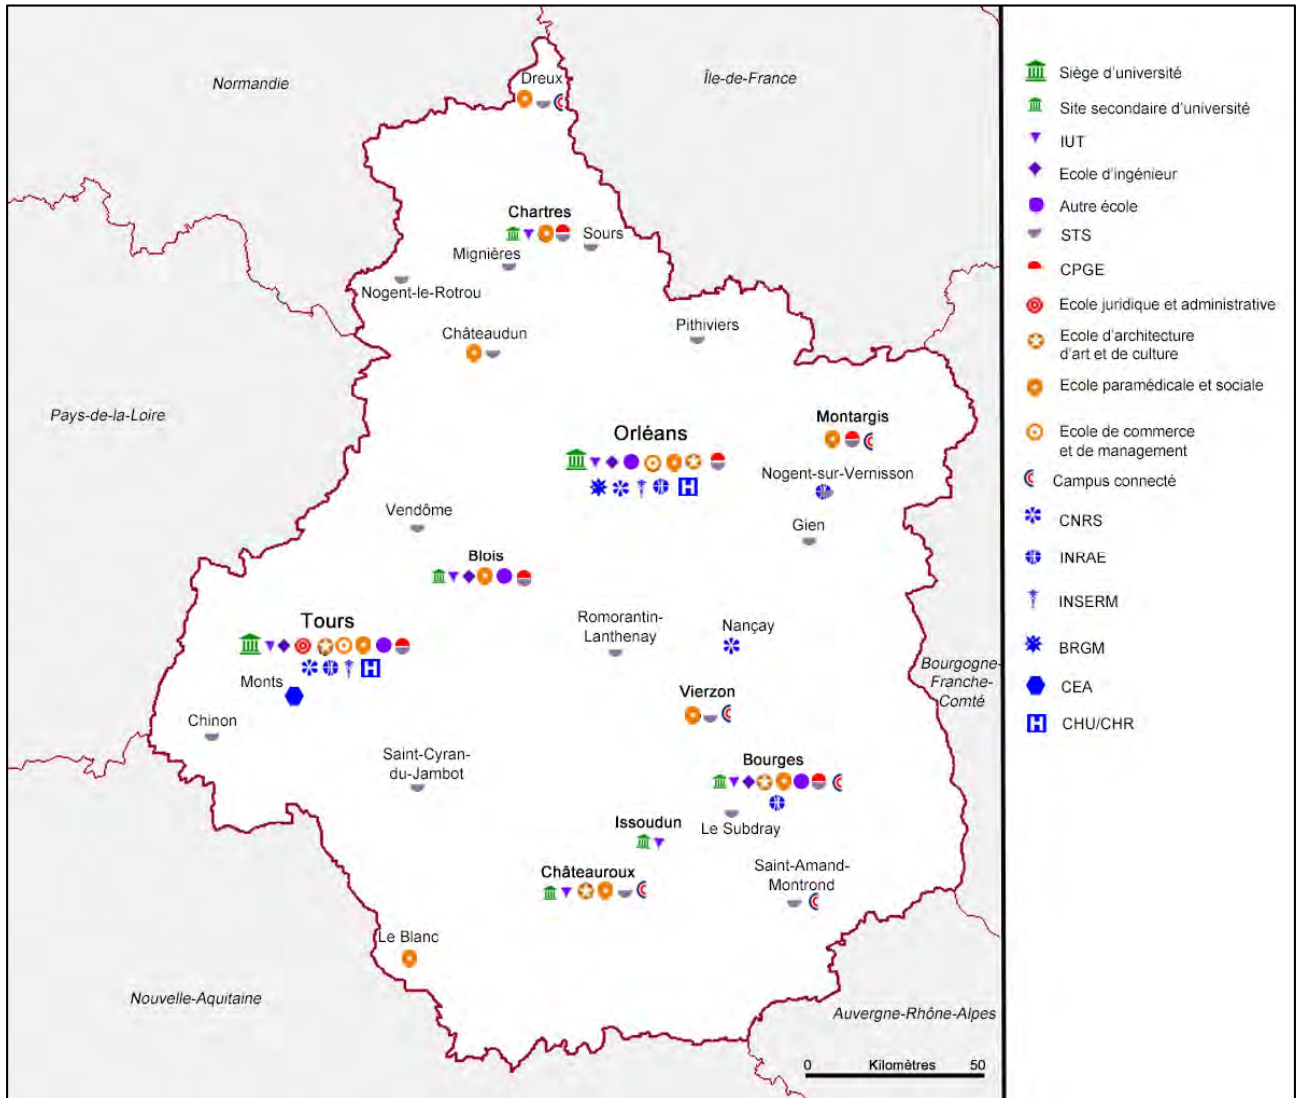 Normandie
Île-de-France
Dreux
Chartres
Sours
Mignières
Nogent-le-Rotrou
Châteaudun
Pithiviers
Pays-de-la-Loire
Orléans
Montargis
Nogent-sur-Vernisson
Vendôme
Gien
Blois
Tours
Romorantin-
Lanthenay
Nançay
Bourgogne-
Franche-
Comté
Monts
Vierzon
Chinon
Saint-Cyran-
du-Jambot
Bourges
Issoudun
Le Subdray
Châteauroux
Saint-Amand-
Montrond
Le Blanc
Nouvelle-Aquitaine
Auvergne-Rhône-Alpes
0 Kilomètres 50
H
H
Siège d'université
Site secondaire d'université
IUT
Ecole d'ingénieur
Autre école
STS
CPGE
Ecole juridique et administrative
Ecole d'architecture
d'art et de culture
Ecole paramédicale et sociale
Ecole de commerce
et de management
Campus connecté
CNRS
INRAE
INSERM
BRGM
CEA
H CHU/CHR